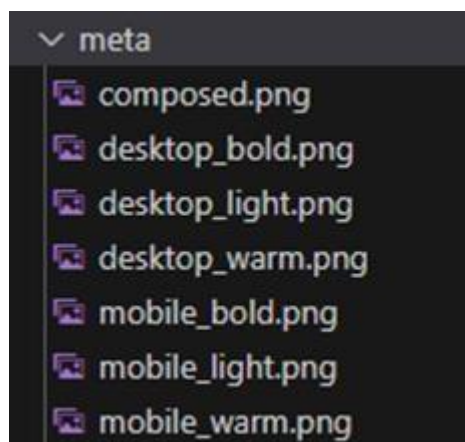 meta
composed.png
desktop_bold.png
desktop_light.png
desktop_warm.png
mobile_bold.png
mobile_light.png
mobile_warm.png